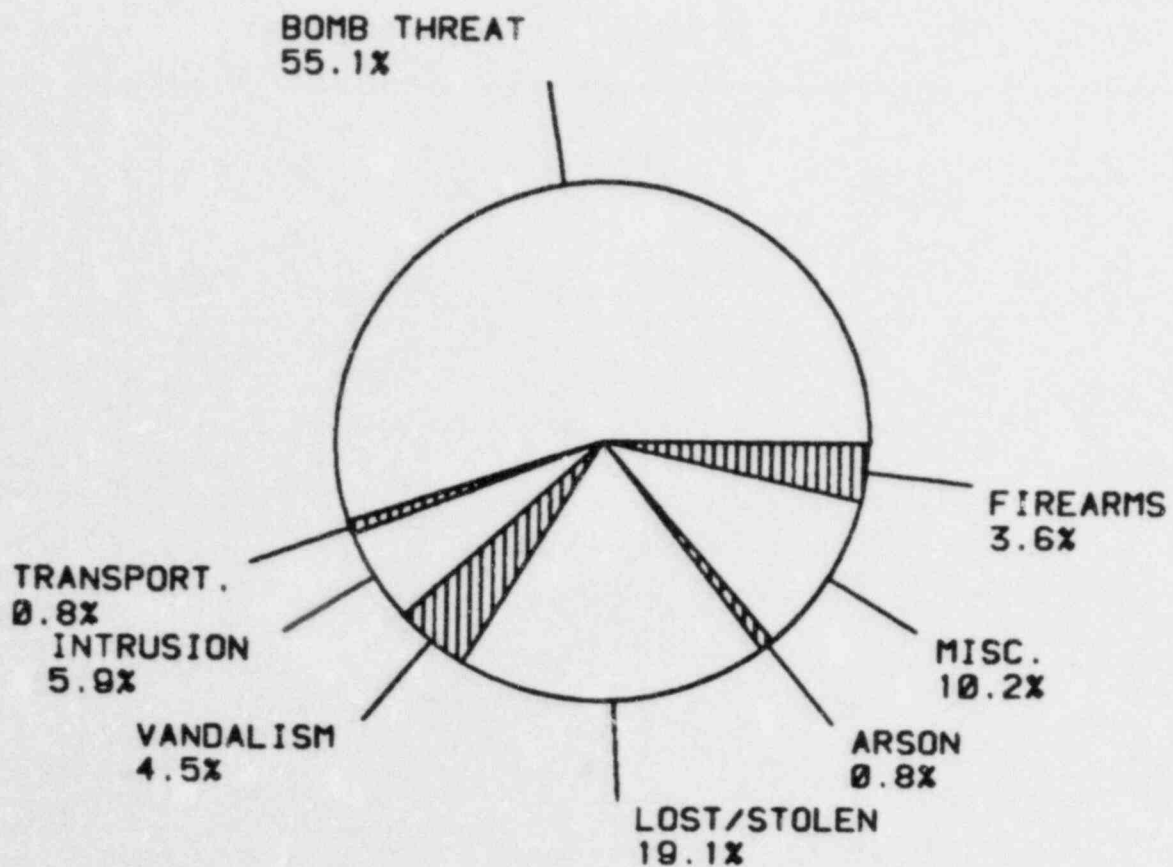 BOMB THREAT
55.1%
FIREARMS
3.6%
TRANSPORT.
0.8%
INTRUSION
5.9%
MISC.
10.2%
VANDALISM
4.5%
ARSON
0.8%
LOST/STOLEN
19.1%